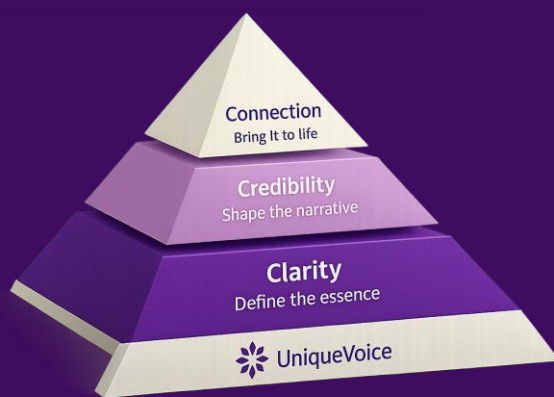 Connection
Bring It to life
Credibility
Shape the narrative
Clarity
Define the essence
UniqueVoice